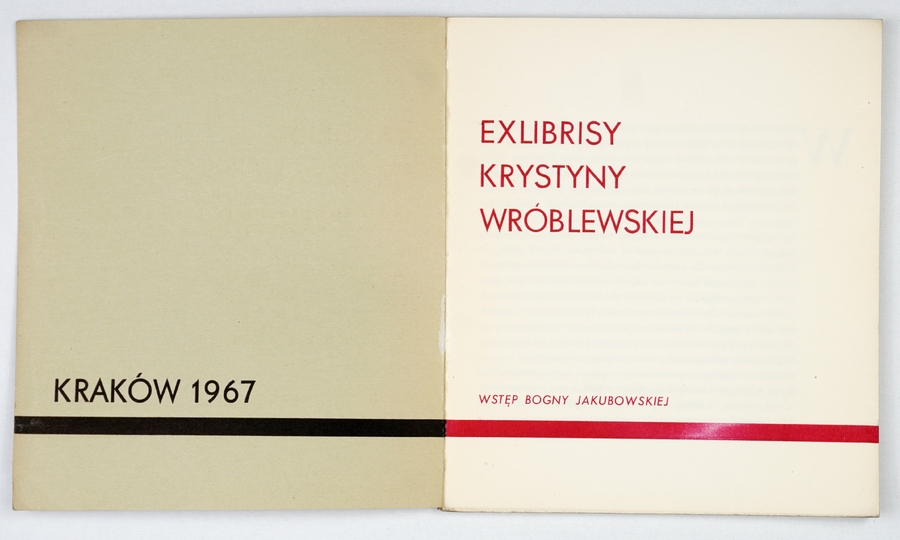 KRAKÓW 1967
EXLIBRISY
KRYSTYNY
WRÓBLEWSKIEJ
WSTĘP BOGNY JAKUBOWSKIEJ